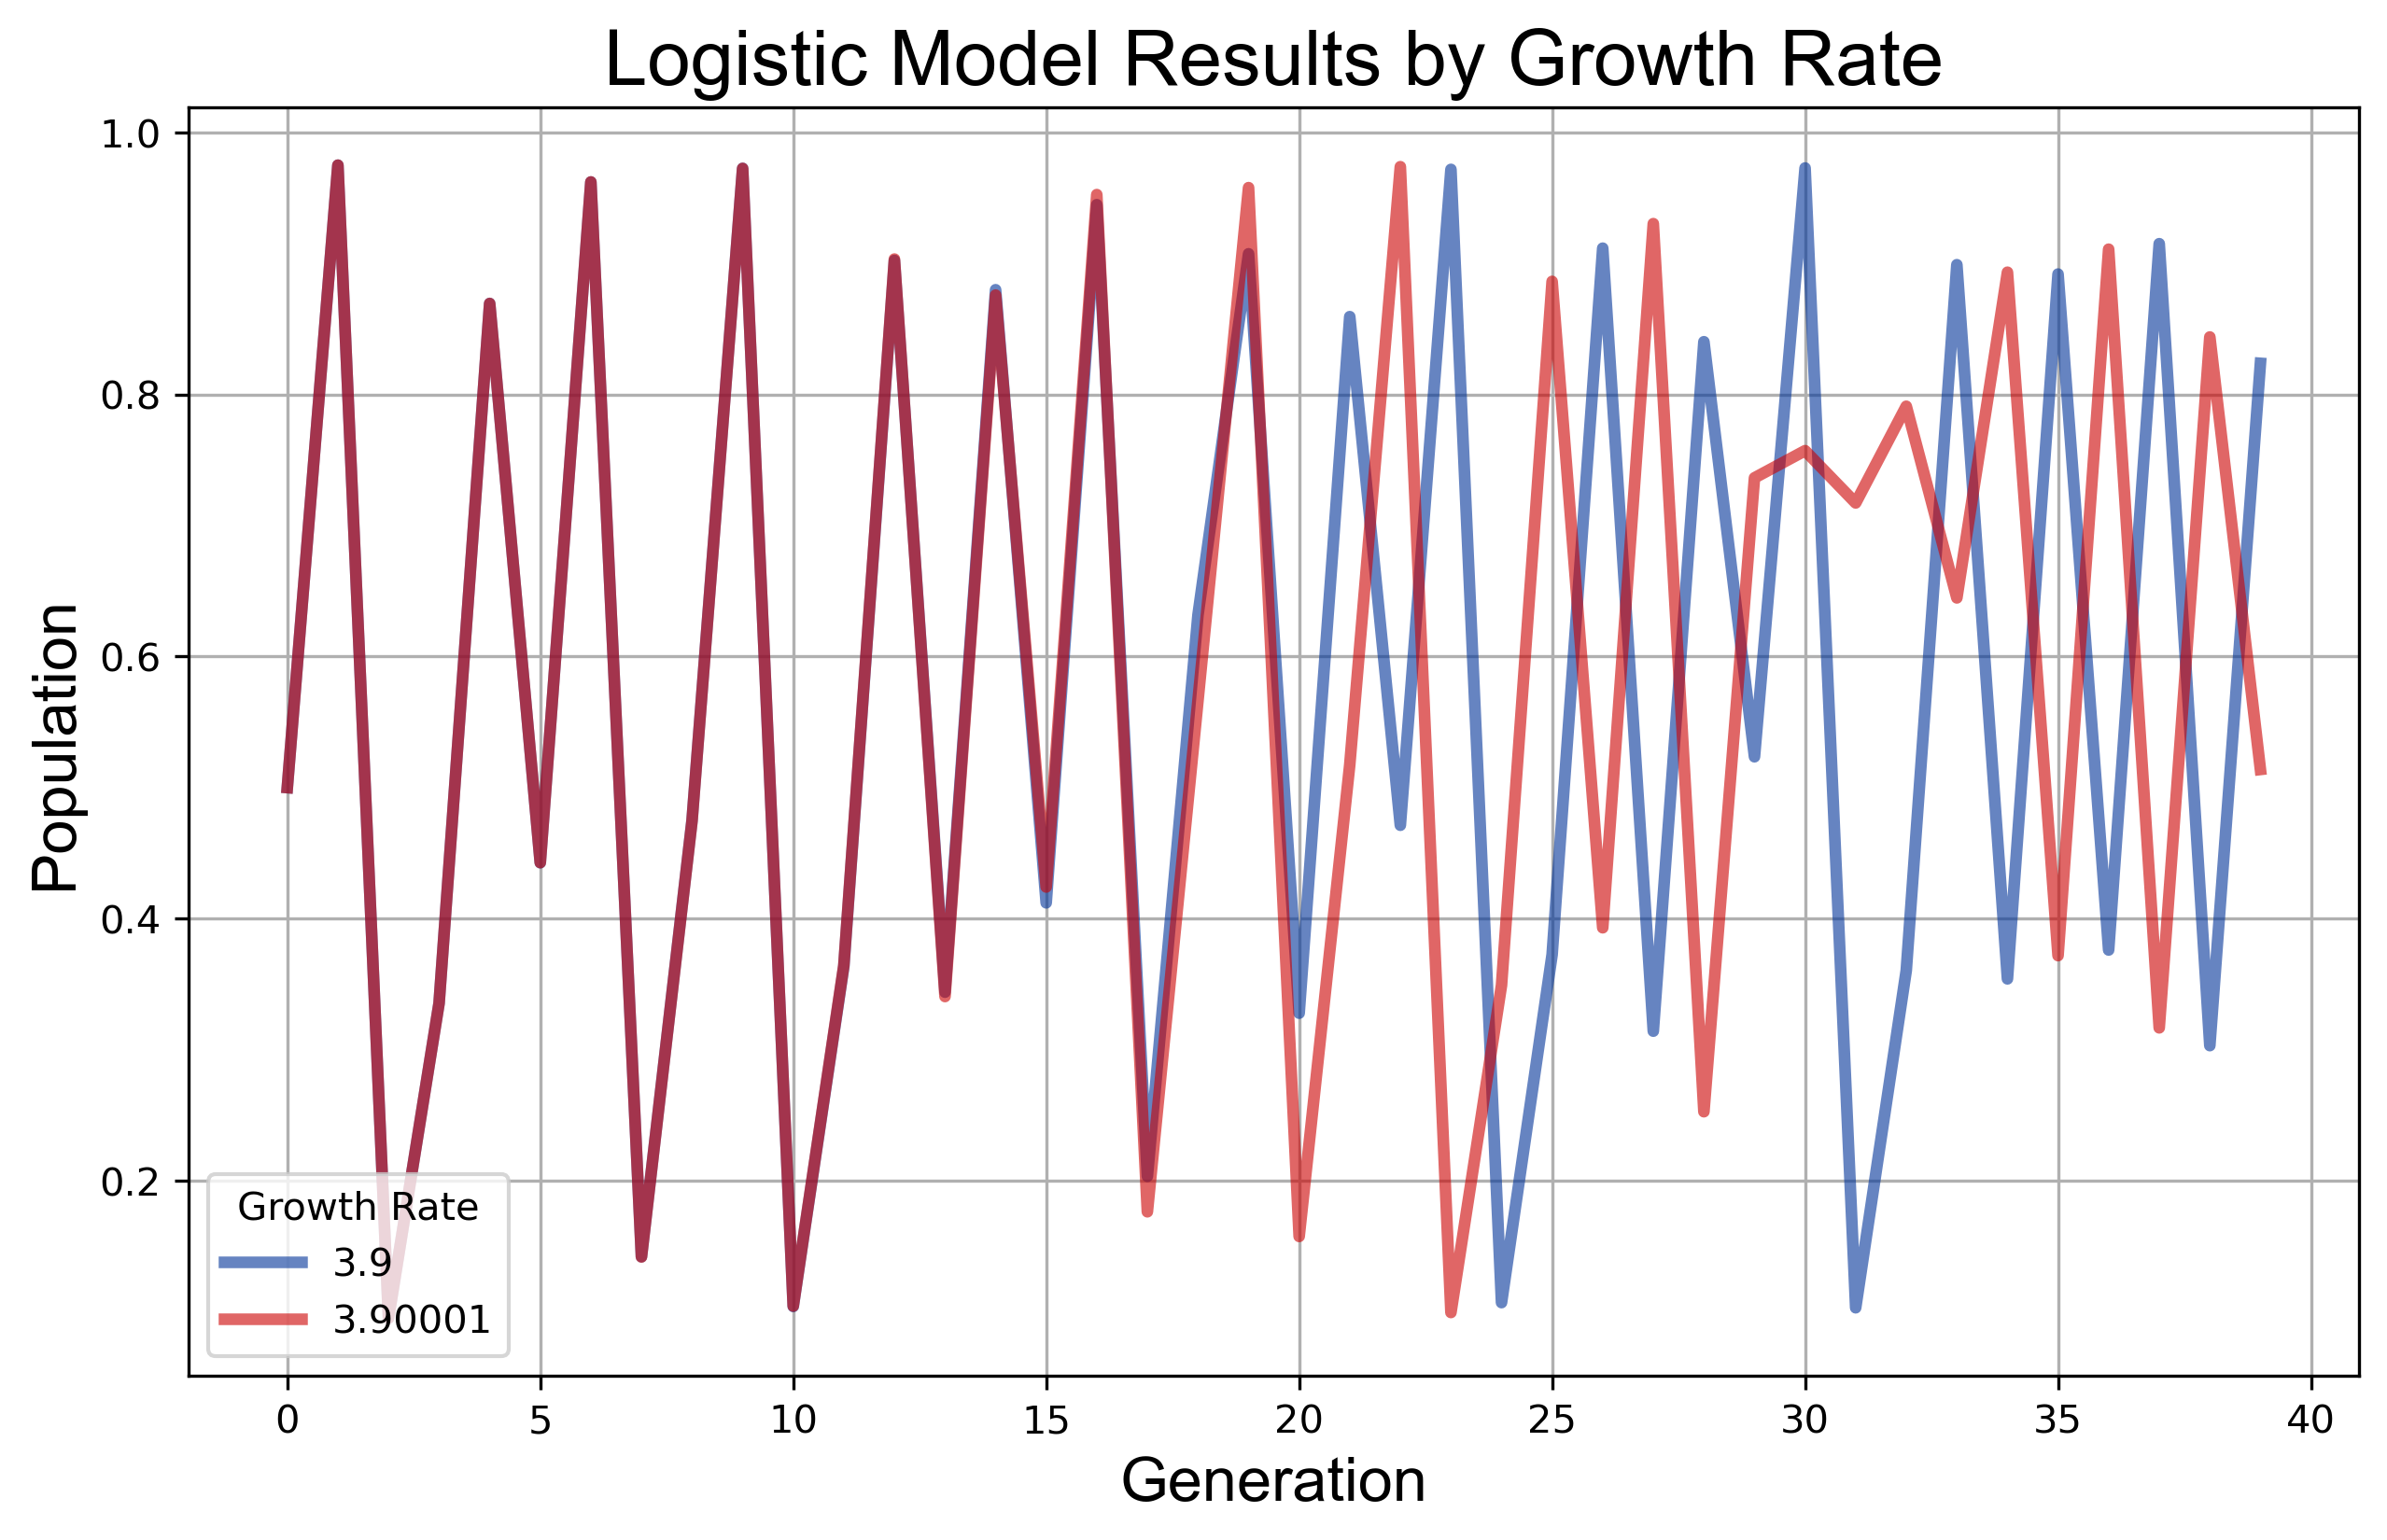 Logistic Model Results by Growth Rate
1.0
0.8
0.6
0.4
0.2
Population
Growth Rate
3.9
3.90001
0 5 10 15 20 25 30 35 40
Generation